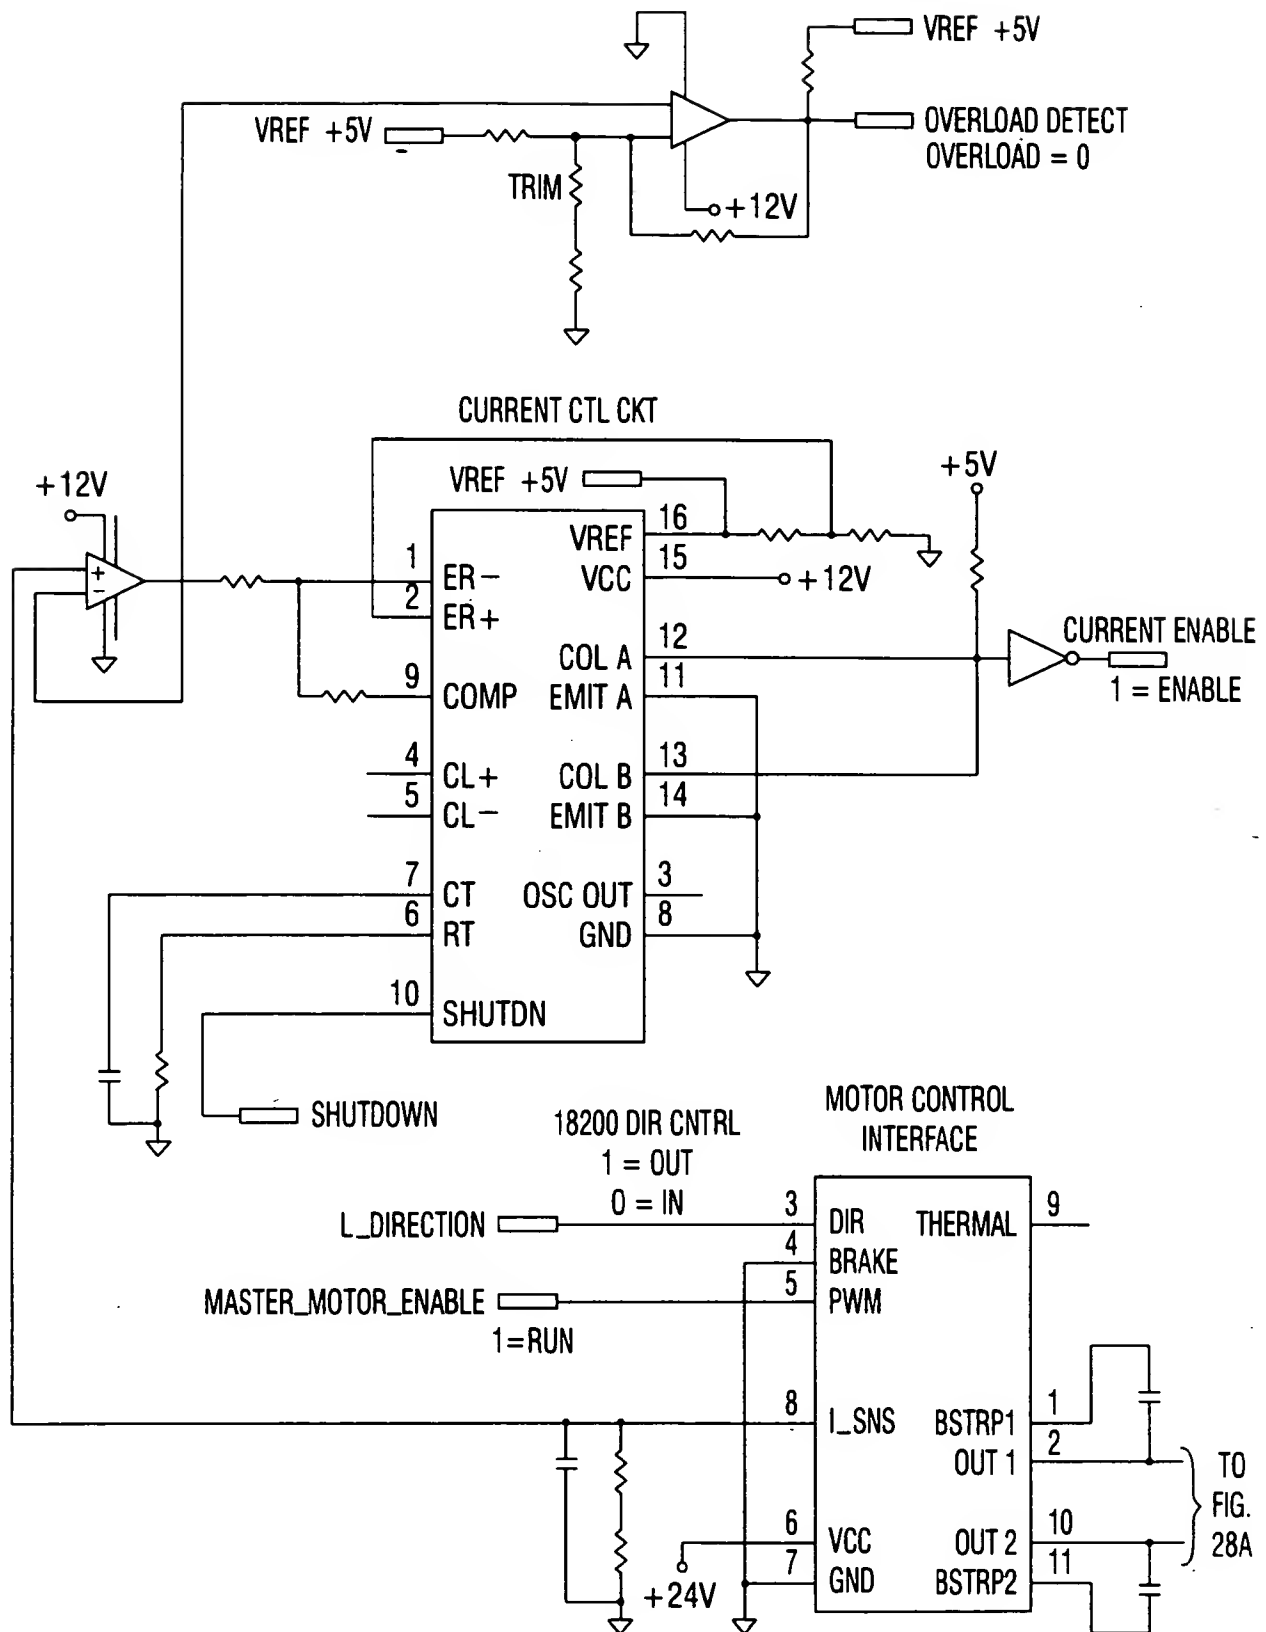 VREF +5V
VREF +5V
OVERLOAD DETECT
OVERLOAD = 0
TRIM
+12V
CURRENT CTL CKT
+12V
VREF +5V
+5V
16
VREF
15
VCC
+12V
1
ER−
2
ER+
12
COL A
11
EMIT A
CURRENT ENABLE
1 = ENABLE
+
−
9
COMP
4
CL+
5
CL−
13
COL B
14
EMIT B
7
CT
6
RT
3
OSC OUT
8
GND
10
SHUTDN
SHUTDOWN
18200 DIR CNTRL
1 = OUT
0 = IN
MOTOR CONTROL
INTERFACE
L_DIRECTION
3
DIR
THERMAL
9
4
BRAKE
MASTER_MOTOR_ENABLE
5
PWM
1=RUN
8
I_SNS
BSTRP1
1
OUT 1
2
TO
FIG.
28A
6
VCC
OUT 2
10
7
GND
BSTRP2
11
+24V